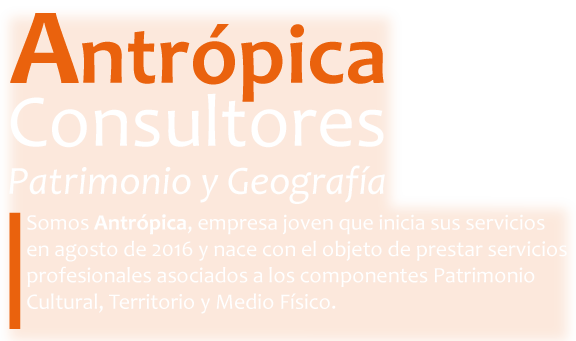 Antrópica
Consultores
Patrimonio y Geografía
Somos Antrópica, empresa joven que inicia sus servicios
en agosto de 2016 y nace con el objeto de prestar servicios
profesionales asociados a los componentes Patrimonio
Cultural, Territorio y Medio Físico.